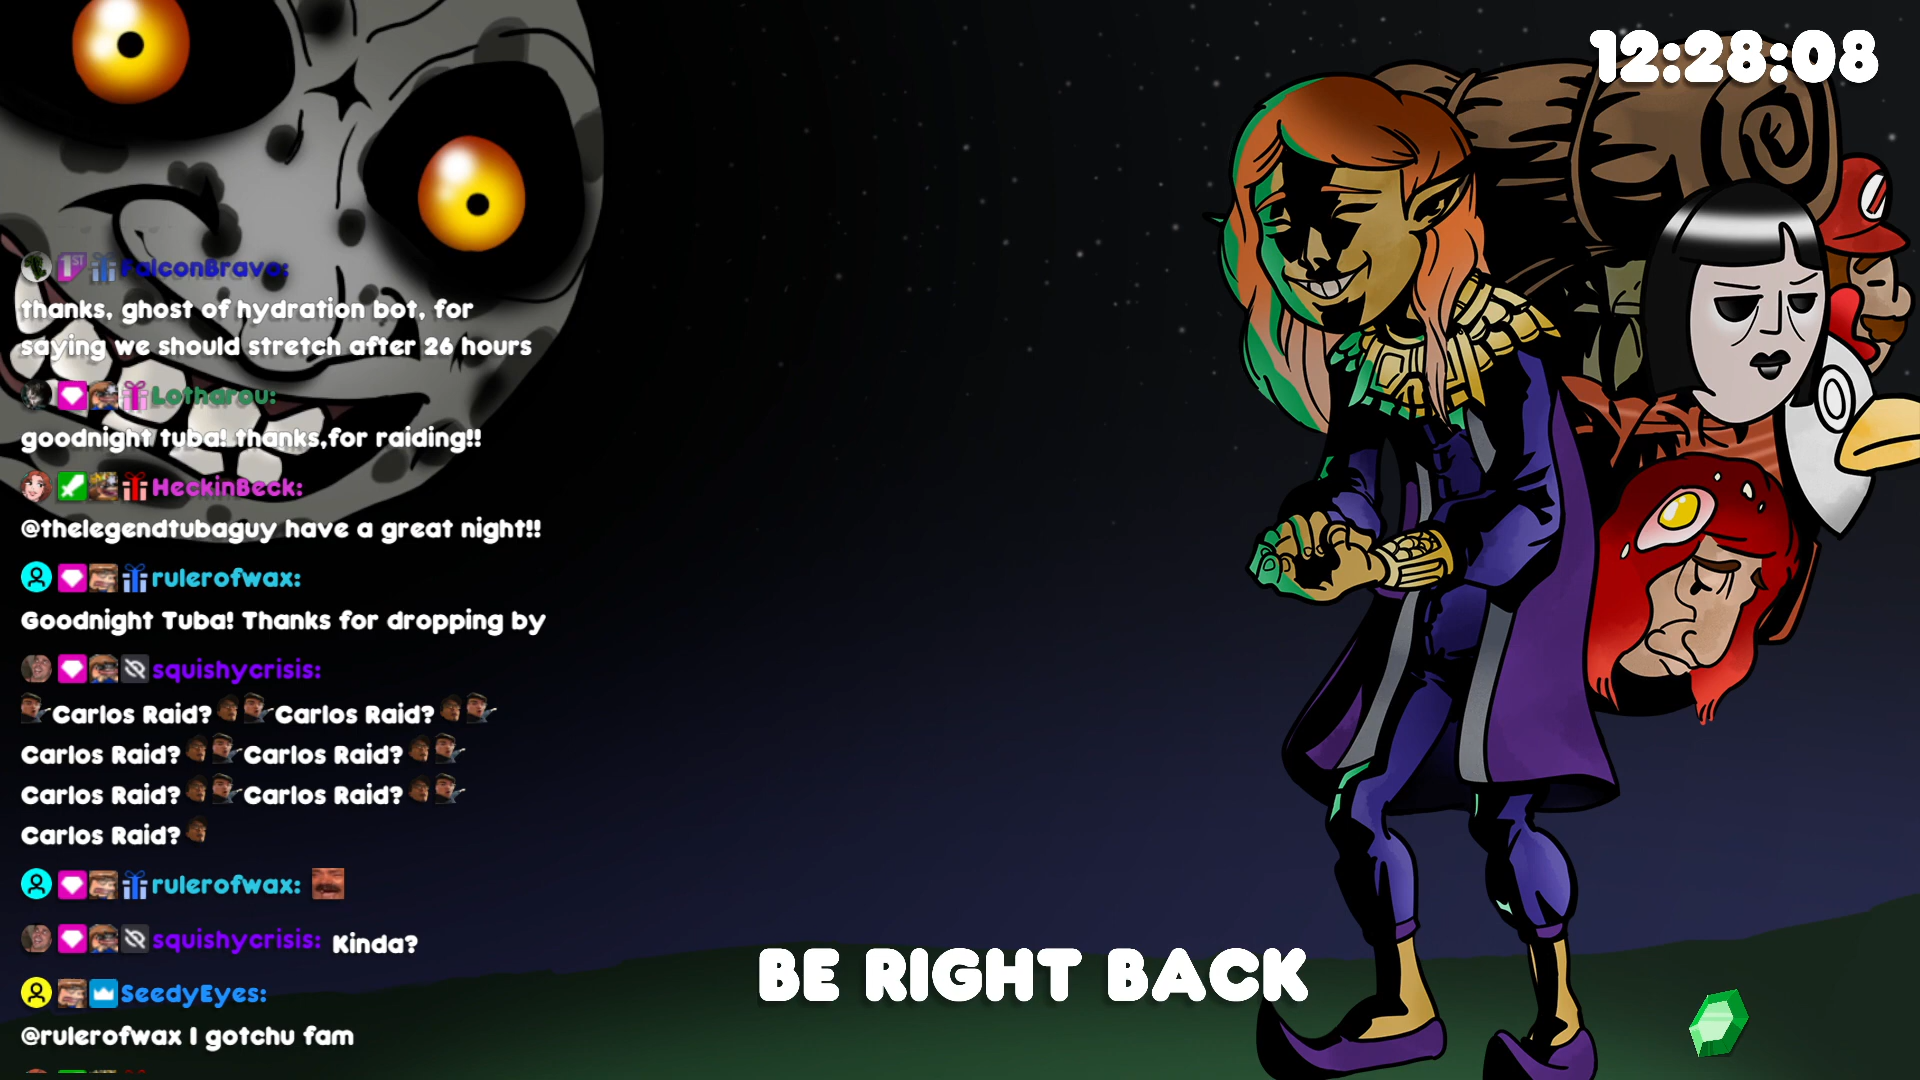 12:28:08
FalconBravo:
thanks, ghost of hydration bot, for
saying we should stretch after 26 hours
Lotharou:
goodnight tuba! thanks,for raiding!!
HeckinBeck:
@thelegendtubaguy have a great night!!
rulerofwax:
Goodnight Tuba! Thanks for dropping by
squishycrisis:
Carlos Raid? Carlos Raid?
Carlos Raid? Carlos Raid?
Carlos Raid? Carlos Raid?
Carlos Raid?
rulerofwax:
squishycrisis: Kinda?
SeedyEyes:
@rulerofwax I gotchu fam
BE RIGHT BACK